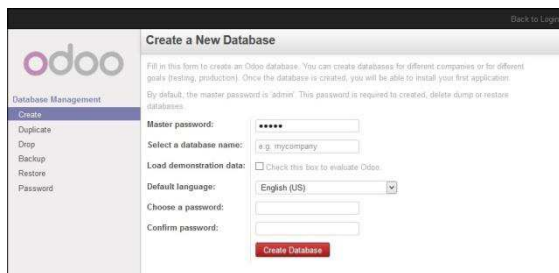 Back to Login
odoo
Database Management
Create
Duplicate
Drop
Backup
Restore
Password
Create a New Database
Fill in this form to create an Odoo database. You can create databases for different companies or for different
goals (testing, production). Once the database is created, you will be able to install your first application.
By default, the master password is 'admin'. This password is required to created, delete dump or restore
databases.
Master password: •••••
Select a database name: e.g. mycompany
Load demonstration data: Check this box to evaluate Odoo.
Default language: English (US)
Choose a password:
Confirm password:
Create Database